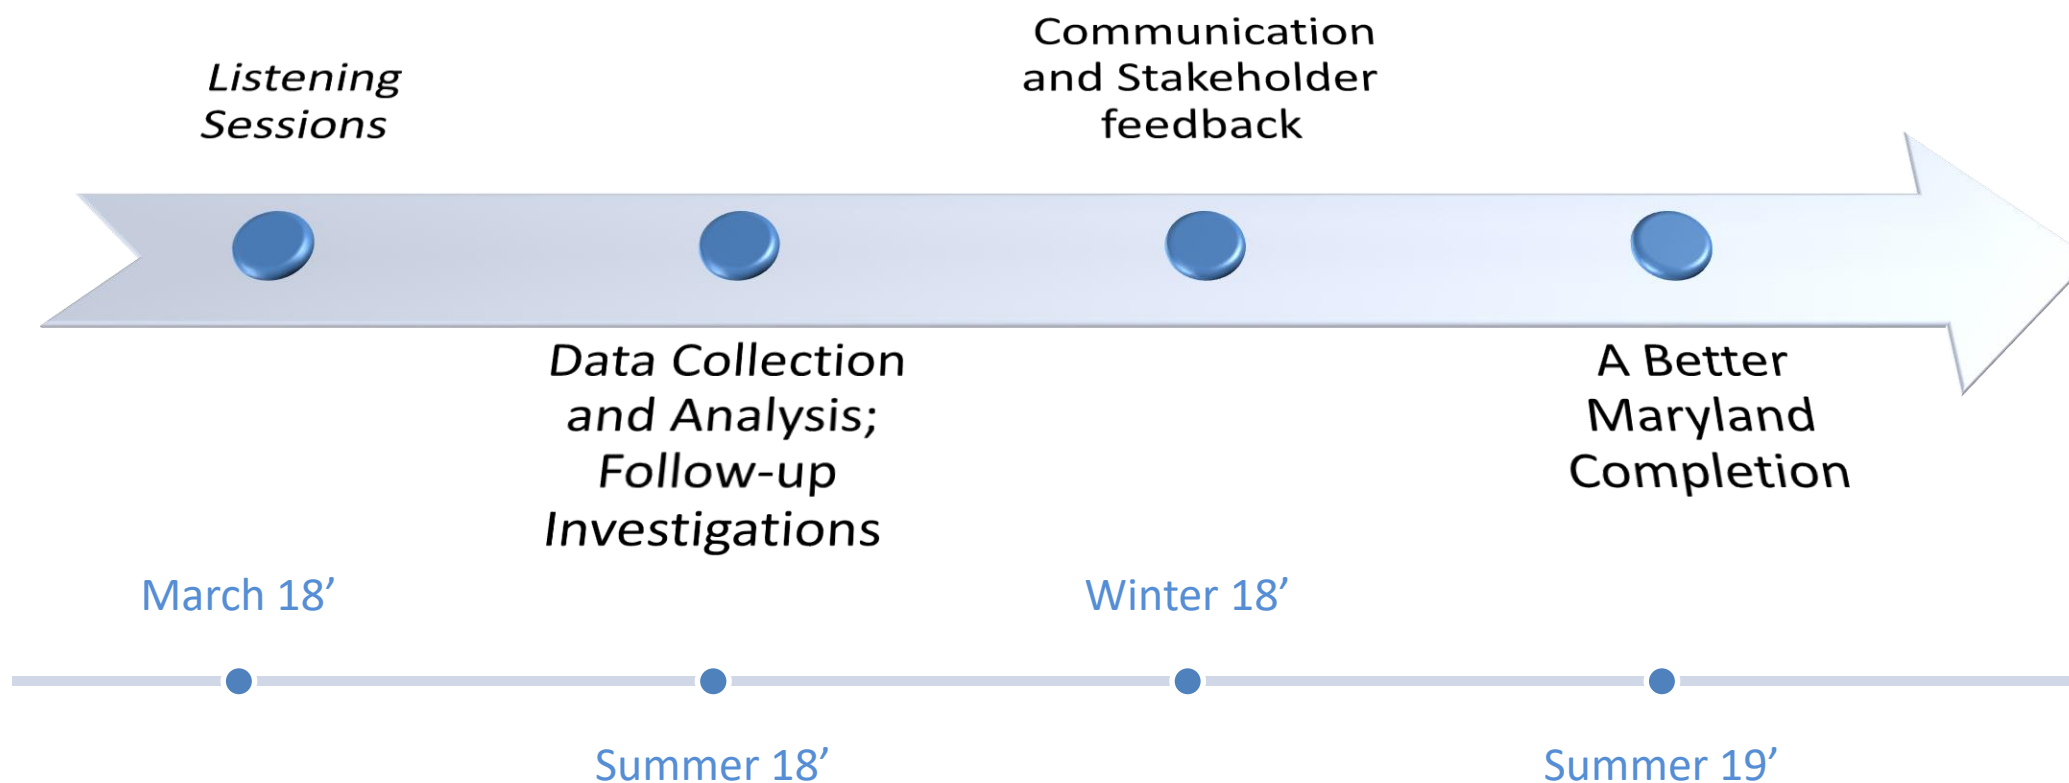 Listening
Sessions
Communication
and Stakeholder
feedback
Data Collection
and Analysis;
Follow-up
Investigations
A Better
Maryland
Completion
March 18’
Winter 18’
Summer 18’
Summer 19’